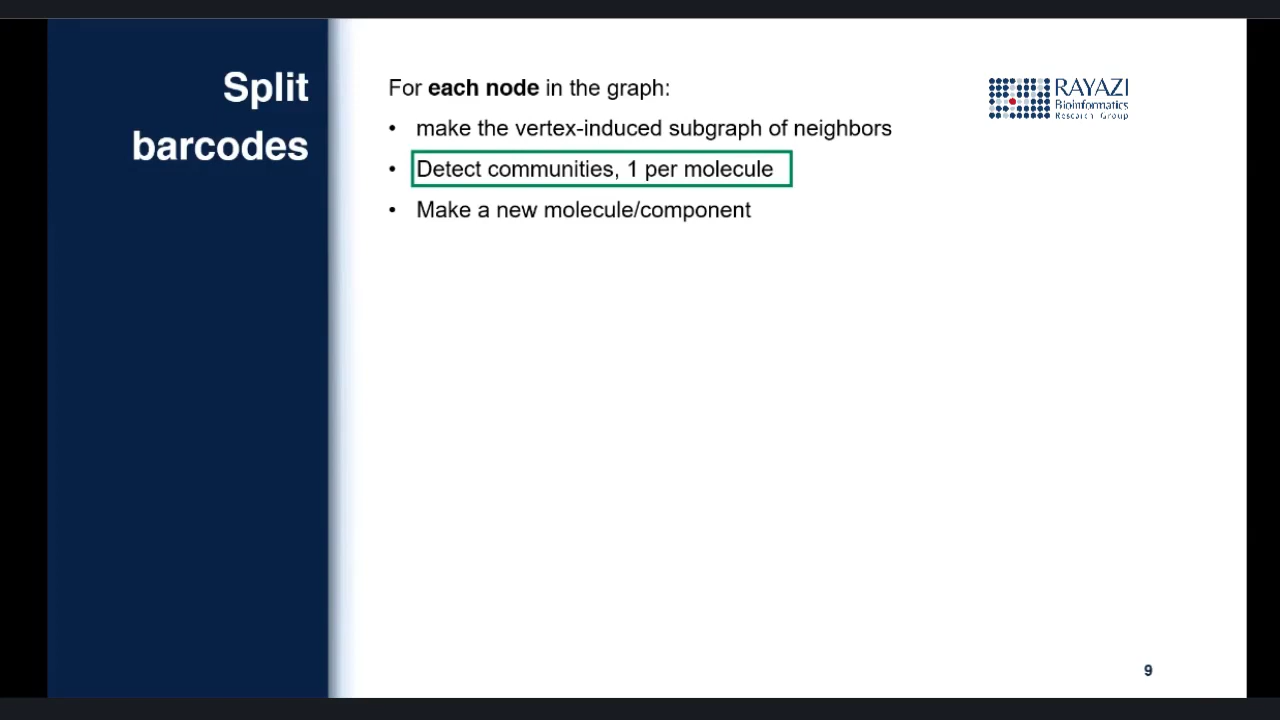 Split
barcodes
For each node in the graph:
• make the vertex-induced subgraph of neighbors
• Detect communities, 1 per molecule
• Make a new molecule/component
RAYAZI
Bioinformatics
Research Group
9